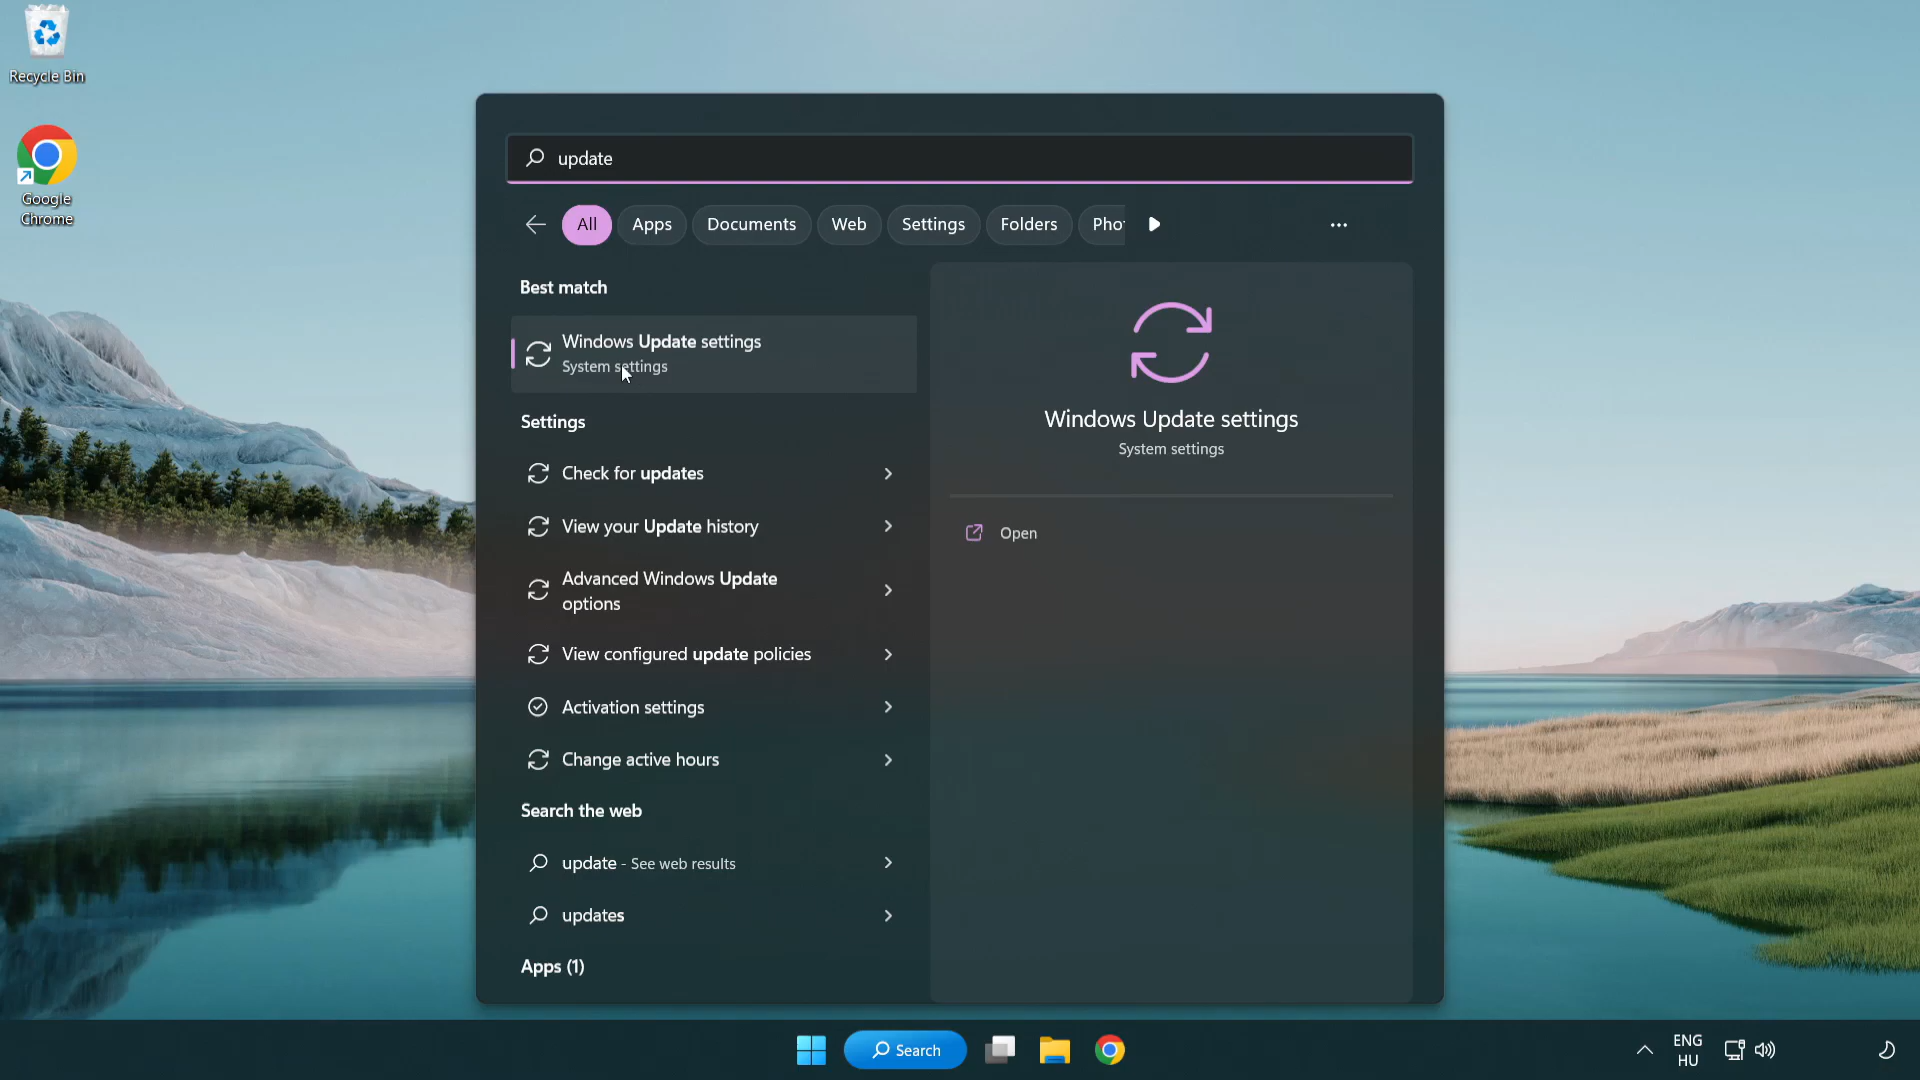 Recycle Bin
Google
Chrome
update
All
Apps
Documents
Web
Settings
Folders
Pho
Best match
Windows Update settings
System settings
Settings
Check for updates
View your Update history
Advanced Windows Update
options
View configured update policies
Activation settings
Change active hours
Search the web
update - See web results
updates
Apps (1)
Windows Update settings
System settings
Open
Search
ENG
HU